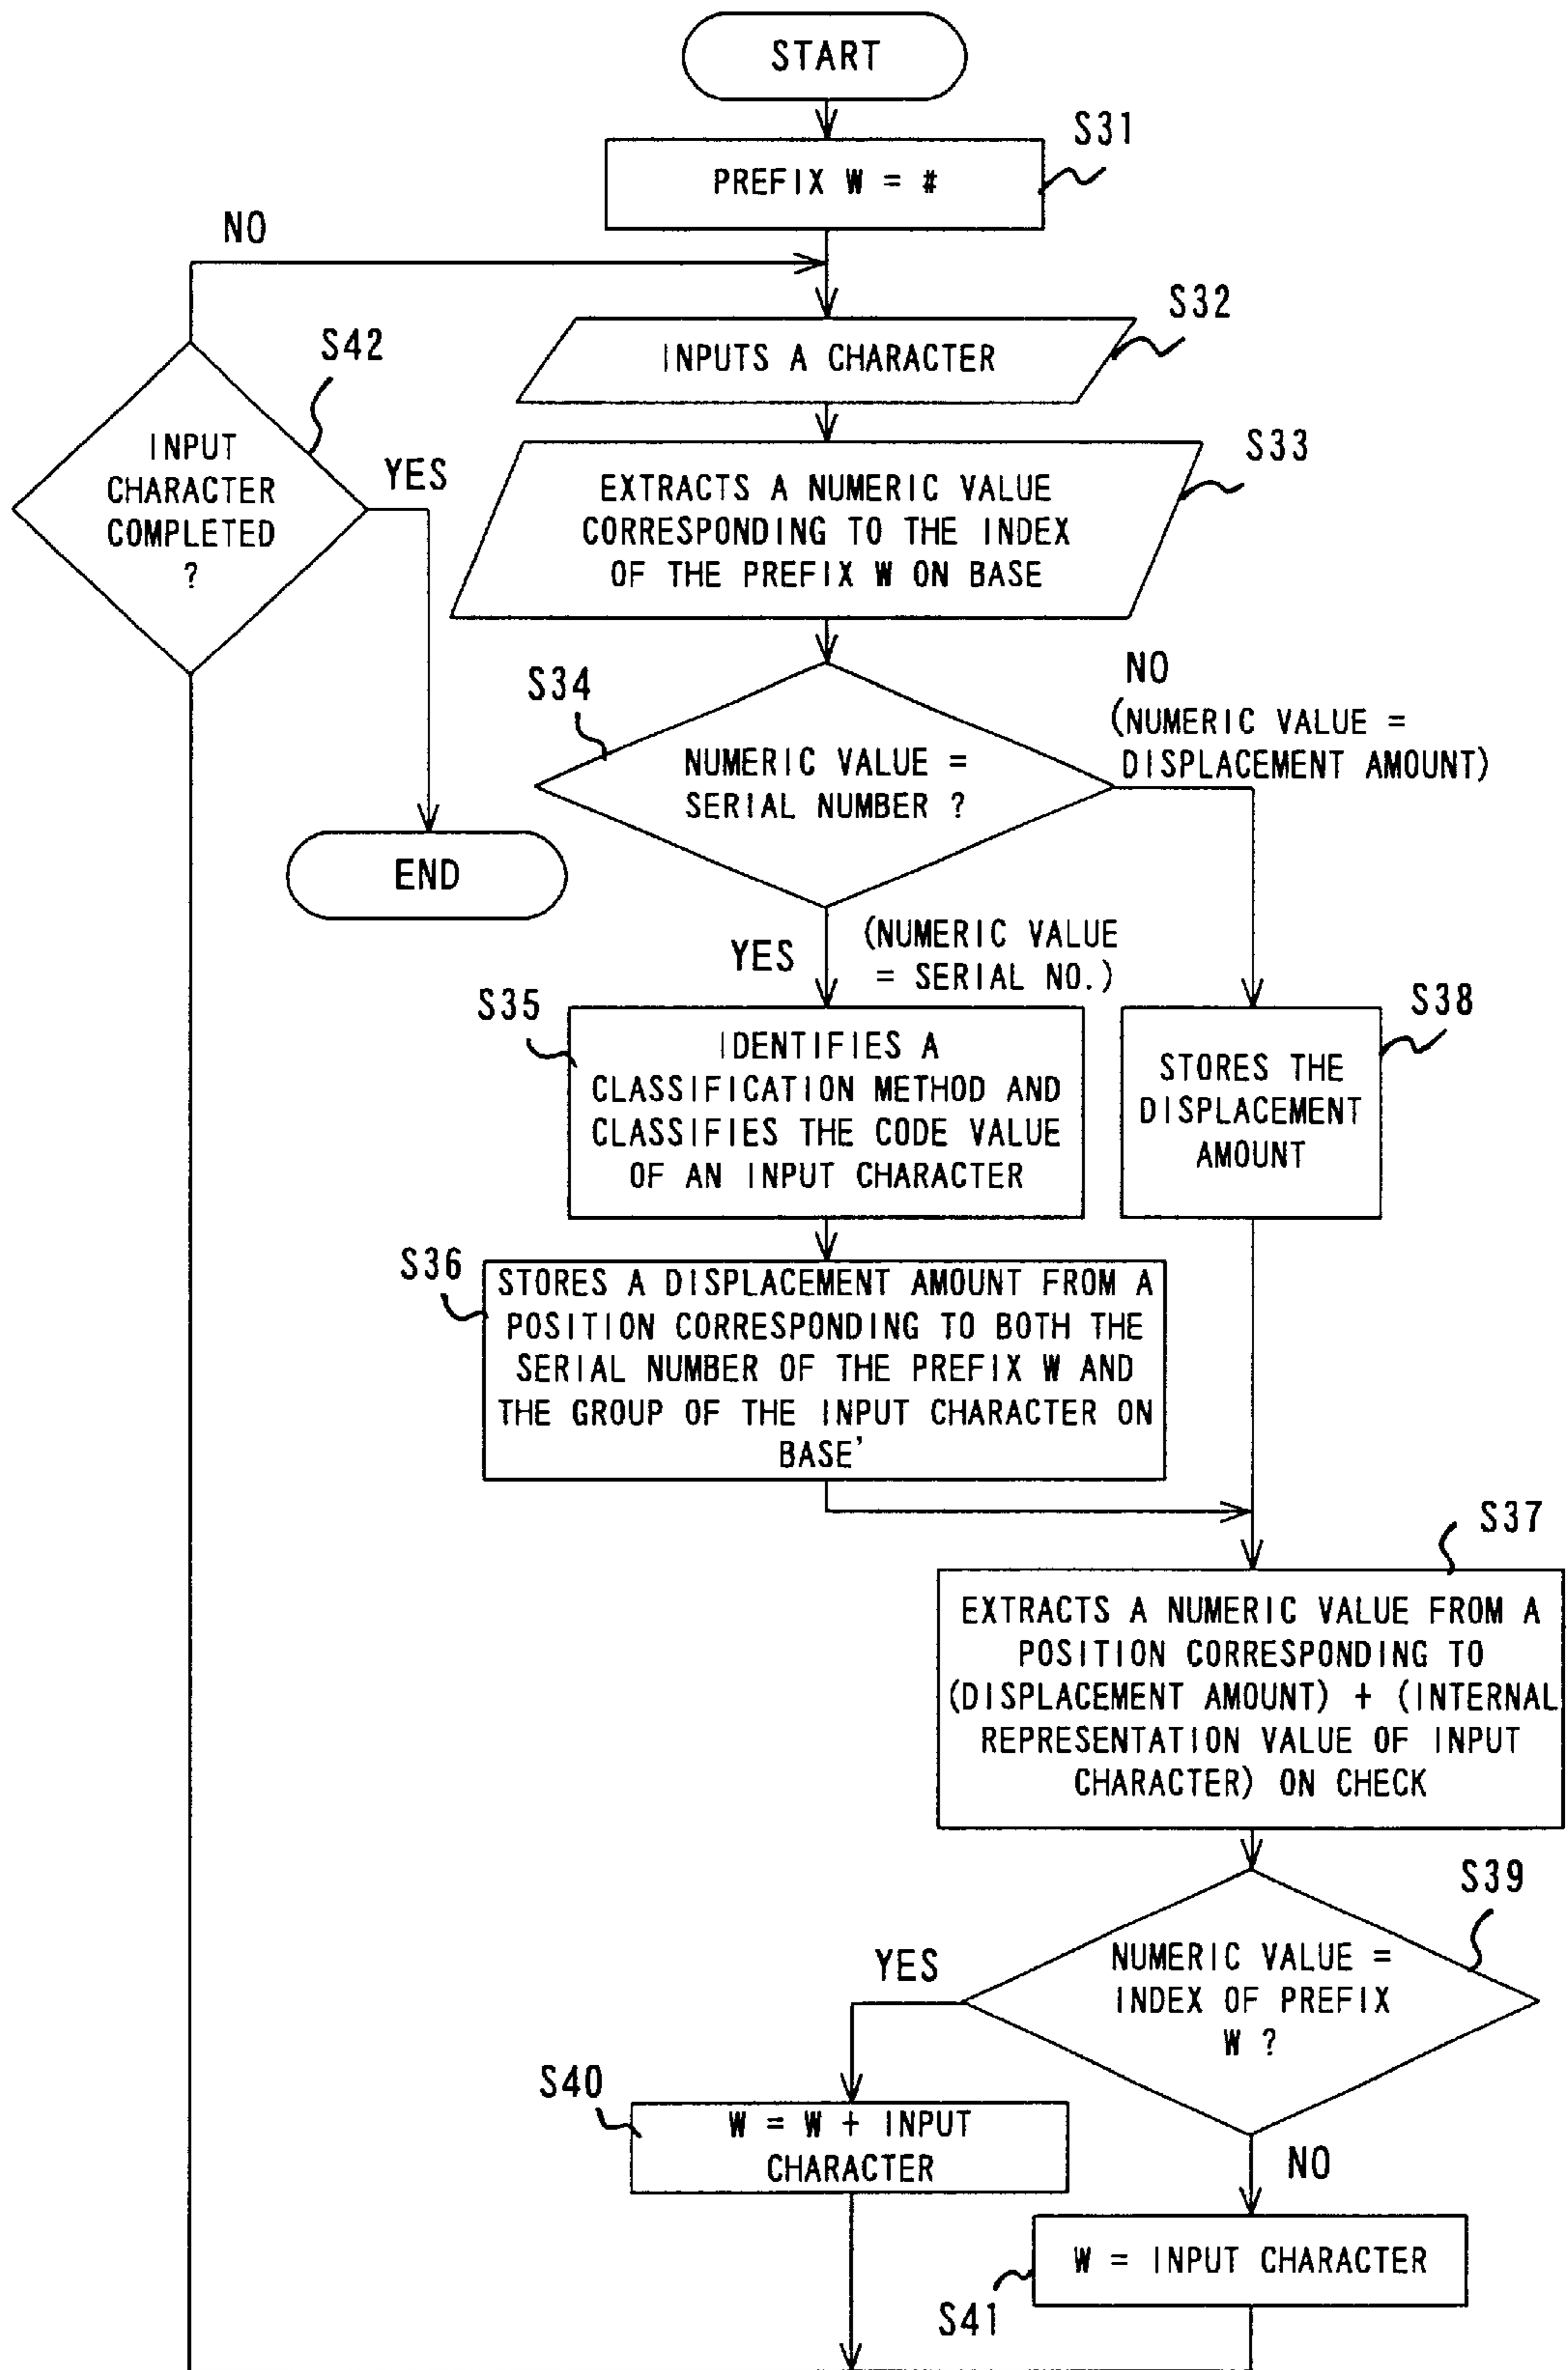 START
S31
PREFIX W = #
NO
S32
INPUTS A CHARACTER
S42
INPUT
CHARACTER
COMPLETED
?
YES
S33
EXTRACTS A NUMERIC VALUE
CORRESPONDING TO THE INDEX
OF THE PREFIX W ON BASE
S34
NUMERIC VALUE =
SERIAL NUMBER ?
NO
(NUMERIC VALUE =
DISPLACEMENT AMOUNT)
END
YES
(NUMERIC VALUE
= SERIAL NO.)
S35
IDENTIFIES A
CLASSIFICATION METHOD AND
CLASSIFIES THE CODE VALUE
OF AN INPUT CHARACTER
S38
STORES THE
DISPLACEMENT
AMOUNT
S36
STORES A DISPLACEMENT AMOUNT FROM A
POSITION CORRESPONDING TO BOTH THE
SERIAL NUMBER OF THE PREFIX W AND
THE GROUP OF THE INPUT CHARACTER ON
BASE'
S37
EXTRACTS A NUMERIC VALUE FROM A
POSITION CORRESPONDING TO
(DISPLACEMENT AMOUNT) + (INTERNAL
REPRESENTATION VALUE OF INPUT
CHARACTER) ON CHECK
S39
NUMERIC VALUE =
INDEX OF PREFIX
W ?
YES
S40
W = W + INPUT
CHARACTER
NO
W = INPUT CHARACTER
S41